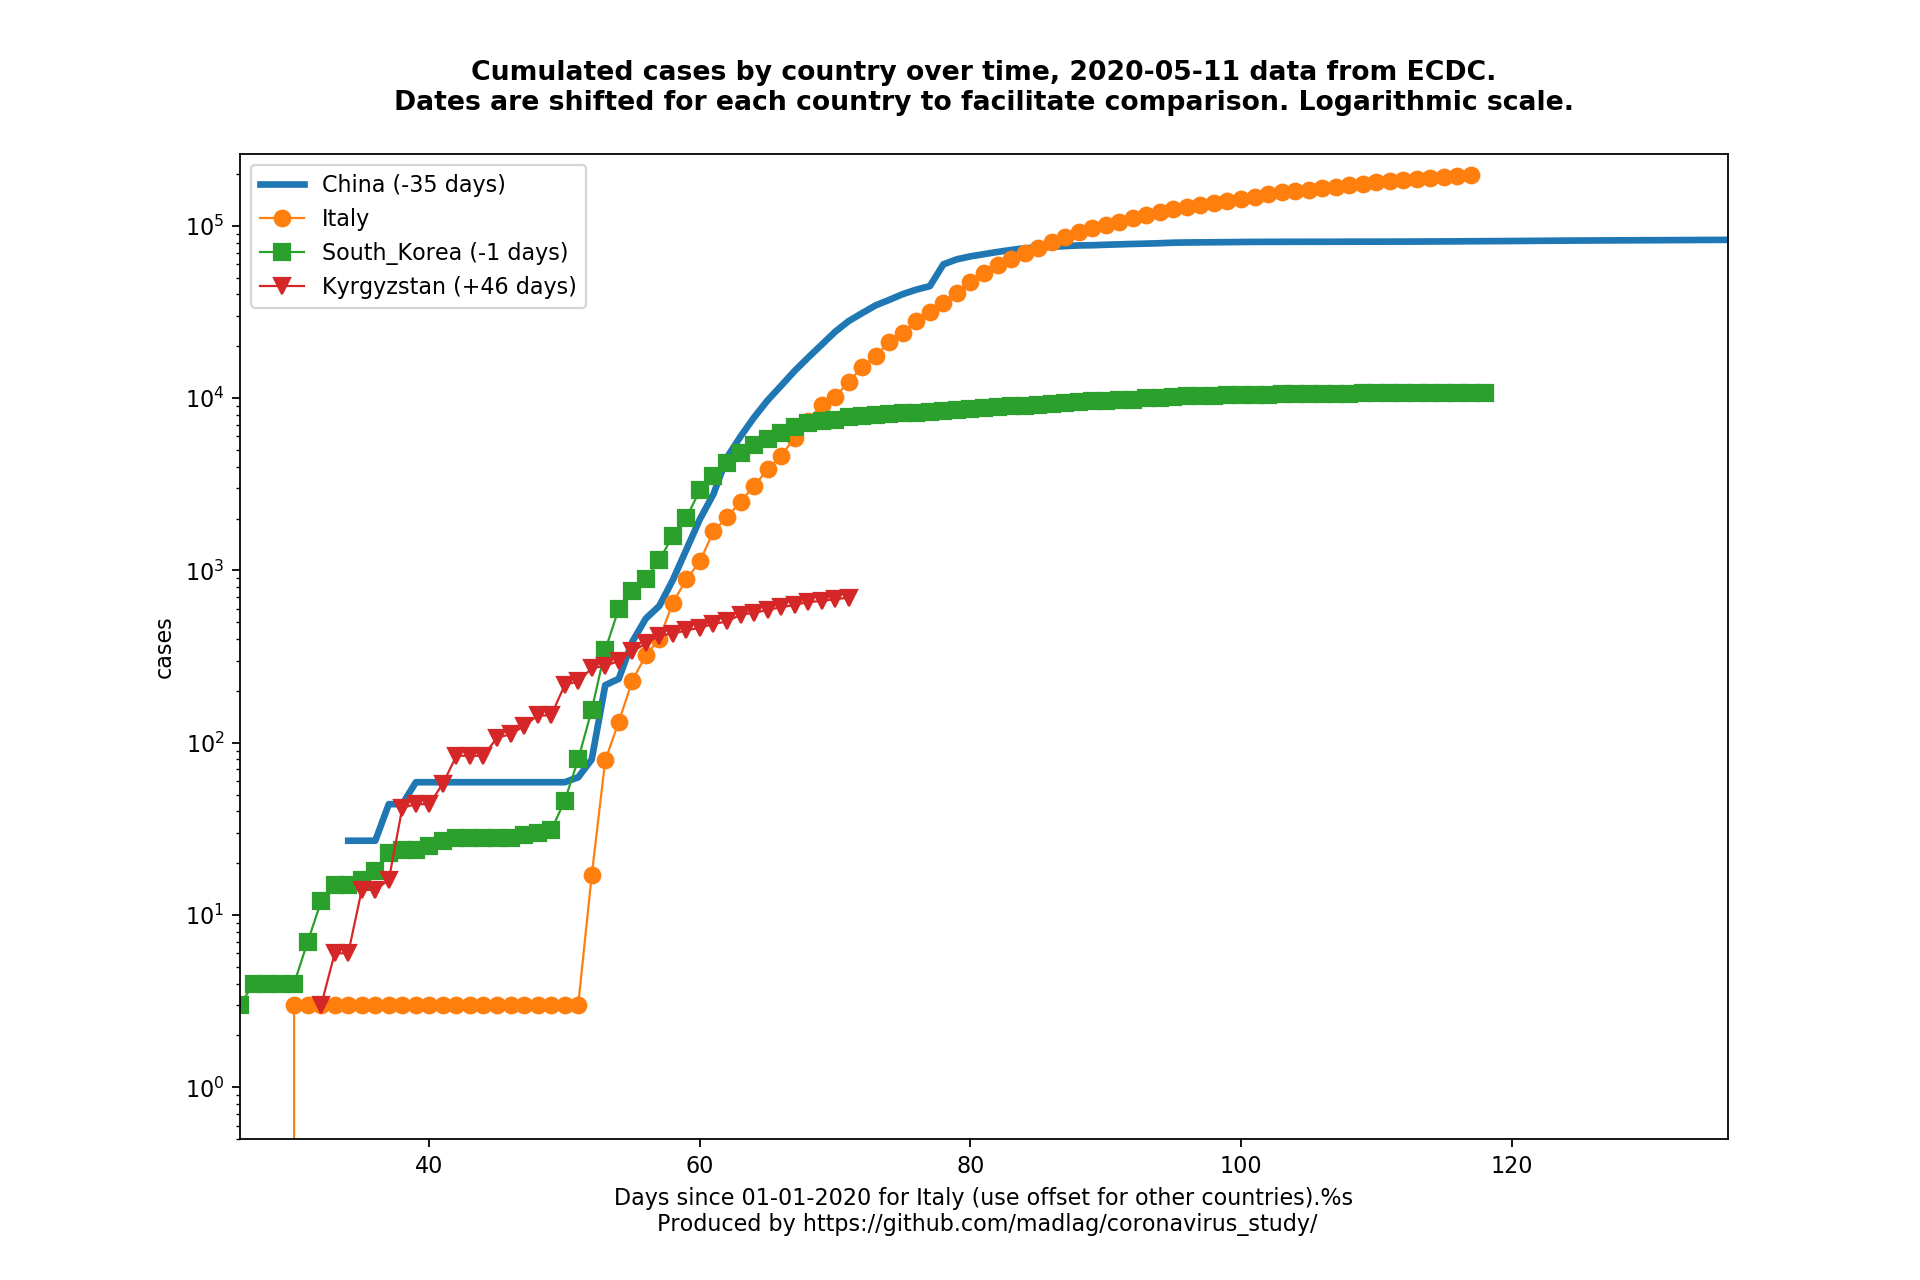 Cumulated cases by country over time, 2020-05-11 data from ECDC.
Dates are shifted for each country to facilitate comparison. Logarithmic scale.
China (-35 days)
Italy
South_Korea (-1 days)
Kyrgyzstan (+46 days)
10⁵
10⁴
10³
10²
10¹
10⁰
cases
40 60 80 100 120
Days since 01-01-2020 for Italy (use offset for other countries).%s
Produced by https://github.com/madlag/coronavirus_study/